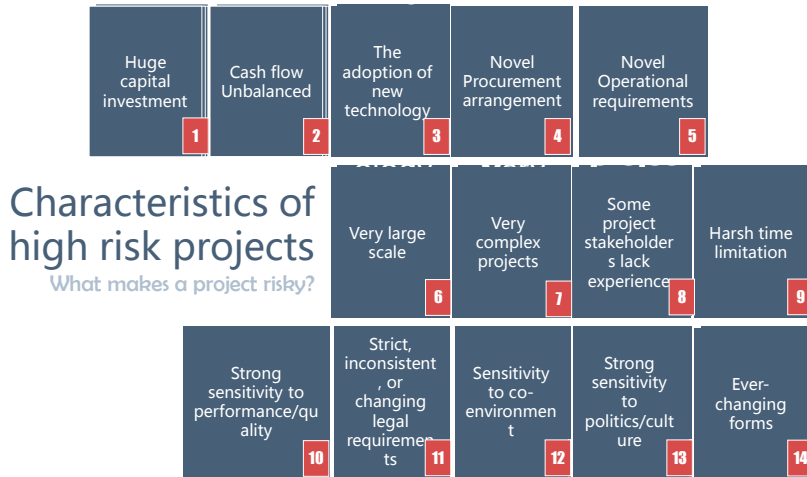 Huge
capital
investment
1
Cash flow
Unbalanced
2
The
adoption of
new
technology
3
Novel
Procurement
arrangement
4
Novel
Operational
requirements
5
Characteristics of
high risk projects
What makes a project risky?
Very large
scale
6
Very
complex
projects
7
Some
project
stakeholder
s lack
experience
8
Harsh time
limitation
9
Strong
sensitivity to
performance/qu
ality
10
Strict,
inconsistent
, or
changing
legal
requiremen
ts
11
Sensitivity
to co-
environmen
t
12
Strong
sensitivity
to
politics/cult
ure
13
Ever-
changing
forms
14